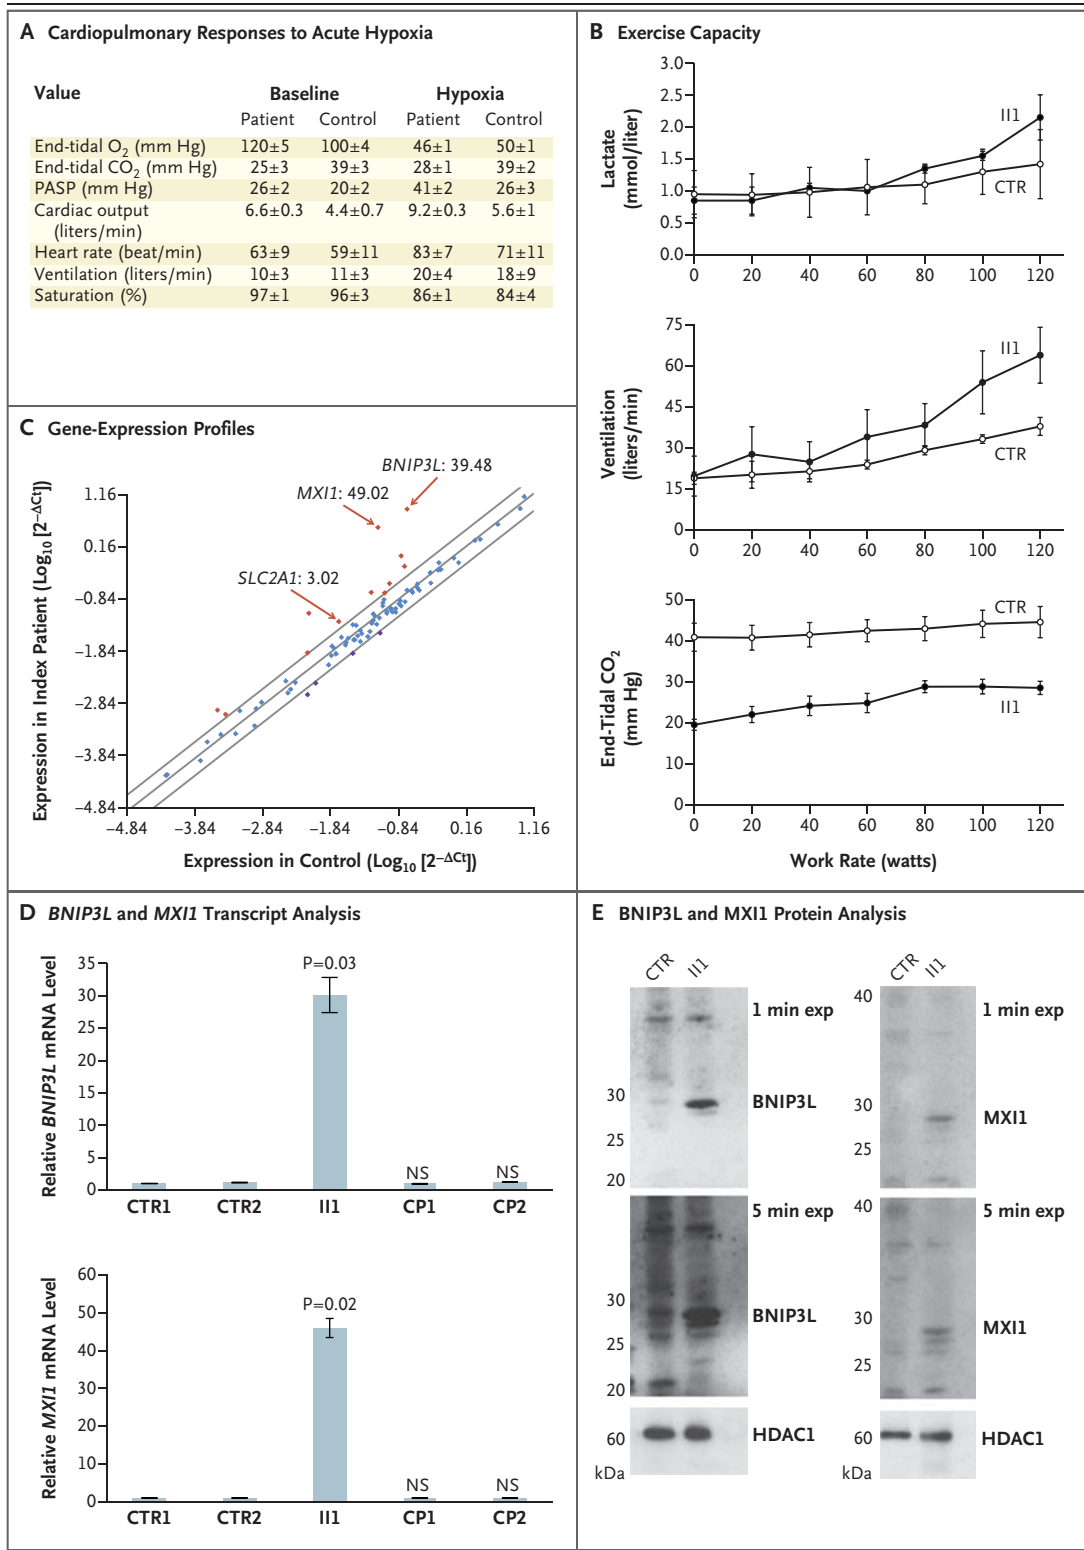 A Cardiopulmonary Responses to Acute Hypoxia
Value Baseline Hypoxia
Patient Control Patient Control
End-tidal O₂ (mm Hg) 120±5 100±4 46±1 50±1
End-tidal CO₂ (mm Hg) 25±3 39±3 28±1 39±2
PASP (mm Hg) 26±2 20±2 41±2 26±3
Cardiac output
(liters/min) 6.6±0.3 4.4±0.7 9.2±0.3 5.6±1
Heart rate (beat/min) 63±9 59±11 83±7 71±11
Ventilation (liters/min) 10±3 11±3 20±4 18±9
Saturation (%) 97±1 96±3 86±1 84±4
B Exercise Capacity
Lactate
(mmol/liter)
3.0
2.5
2.0
1.5
1.0
0.5
0.0
II1
CTR
0 20 40 60 80 100 120
Ventilation
(liters/min)
75
60
45
30
15
0
II1
CTR
0 20 40 60 80 100 120
End-Tidal CO₂
(mm Hg)
50
40
30
20
10
0
CTR
II1
0 20 40 60 80 100 120
Work Rate (watts)
C Gene-Expression Profiles
Expression in Index Patient (Log₁₀ [2⁻ΔCt])
1.16
0.16
−0.84
−1.84
−2.84
−3.84
−4.84
BNIP3L: 39.48
MXI1: 49.02
SLC2A1: 3.02
−4.84 −3.84 −2.84 −1.84 −0.84 0.16 1.16
Expression in Control (Log₁₀ [2⁻ΔCt])
D BNIP3L and MXI1 Transcript Analysis
Relative BNIP3L mRNA Level
35
30
25
20
15
10
5
0
P=0.03
NS NS
CTR1 CTR2 II1 CP1 CP2
Relative MXI1 mRNA Level
60
50
40
30
20
10
0
P=0.02
NS NS
CTR1 CTR2 II1 CP1 CP2
E BNIP3L and MXI1 Protein Analysis
CTR II1
1 min exp
30
BNIP3L
25
20
5 min exp
30
BNIP3L
25
20
60
HDAC1
kDa
CTR II1
40
1 min exp
30
MXI1
25
40
5 min exp
30
MXI1
25
60
HDAC1
kDa